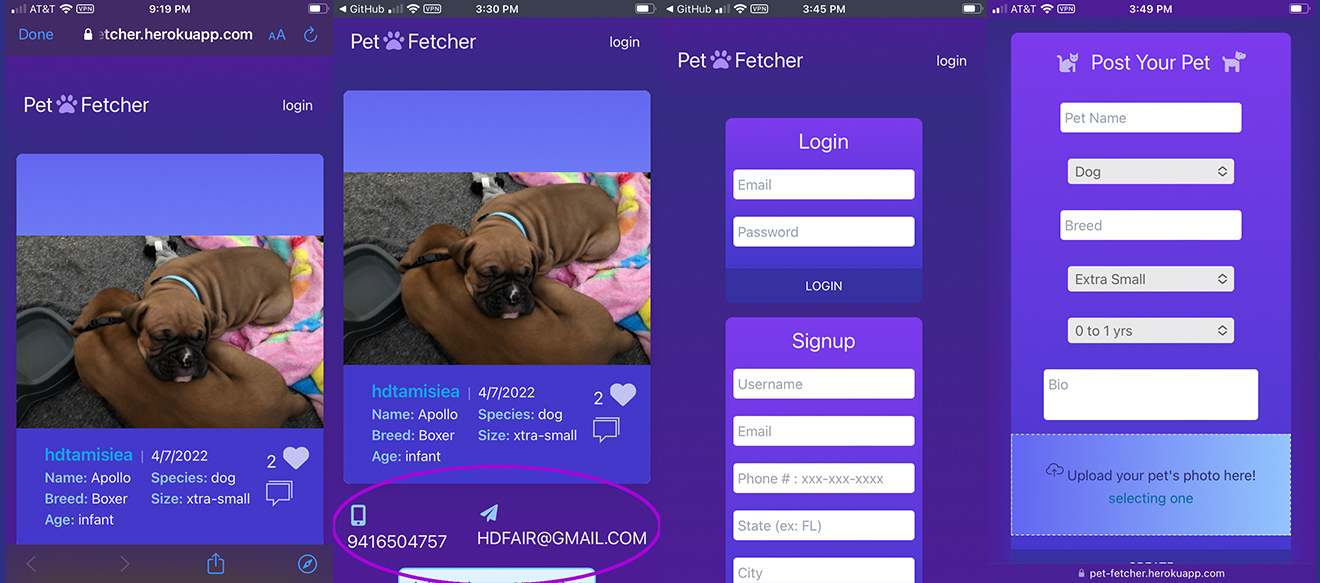 AT&T VPN 9:19 PM
Done etcher.herokuapp.com AA
Pet Fetcher login
hdtamisiea | 4/7/2022 2
Name: Apollo Species: dog
Breed: Boxer Size: xtra-small
Age: infant
GitHub VPN 3:30 PM
Pet Fetcher login
hdtamisiea | 4/7/2022 2
Name: Apollo Species: dog
Breed: Boxer Size: xtra-small
Age: infant
9416504757 HDFAIR@GMAIL.COM
GitHub VPN 3:45 PM
Pet Fetcher login
Login
Email
Password
LOGIN
Signup
Username
Email
Phone # : xxx-xxx-xxxx
State (ex: FL)
City
AT&T VPN 3:49 PM
Post Your Pet
Pet Name
Dog
Breed
Extra Small
0 to 1 yrs
Bio
Upload your pet's photo here!
selecting one
pet-fetcher.herokuapp.com